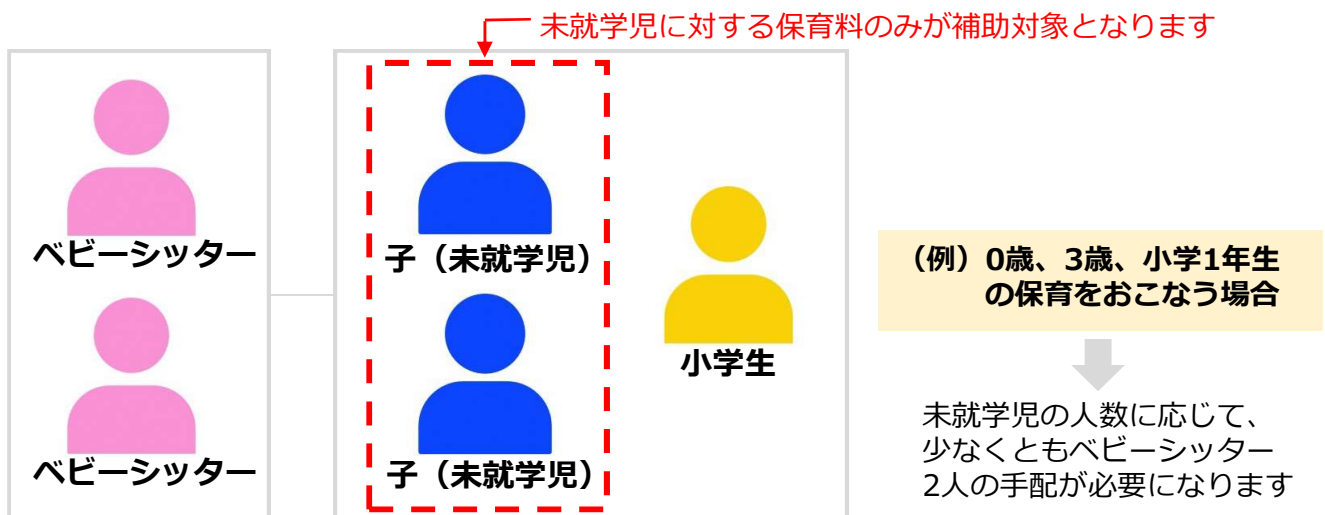 未就学児に対する保育料のみが補助対象となります
ベビーシッター
子（未就学児）
ベビーシッター
子（未就学児）
小学生
（例）0歳、3歳、小学1年生
の保育をおこなう場合
未就学児の人数に応じて、
少なくともベビーシッター
2人の手配が必要になります